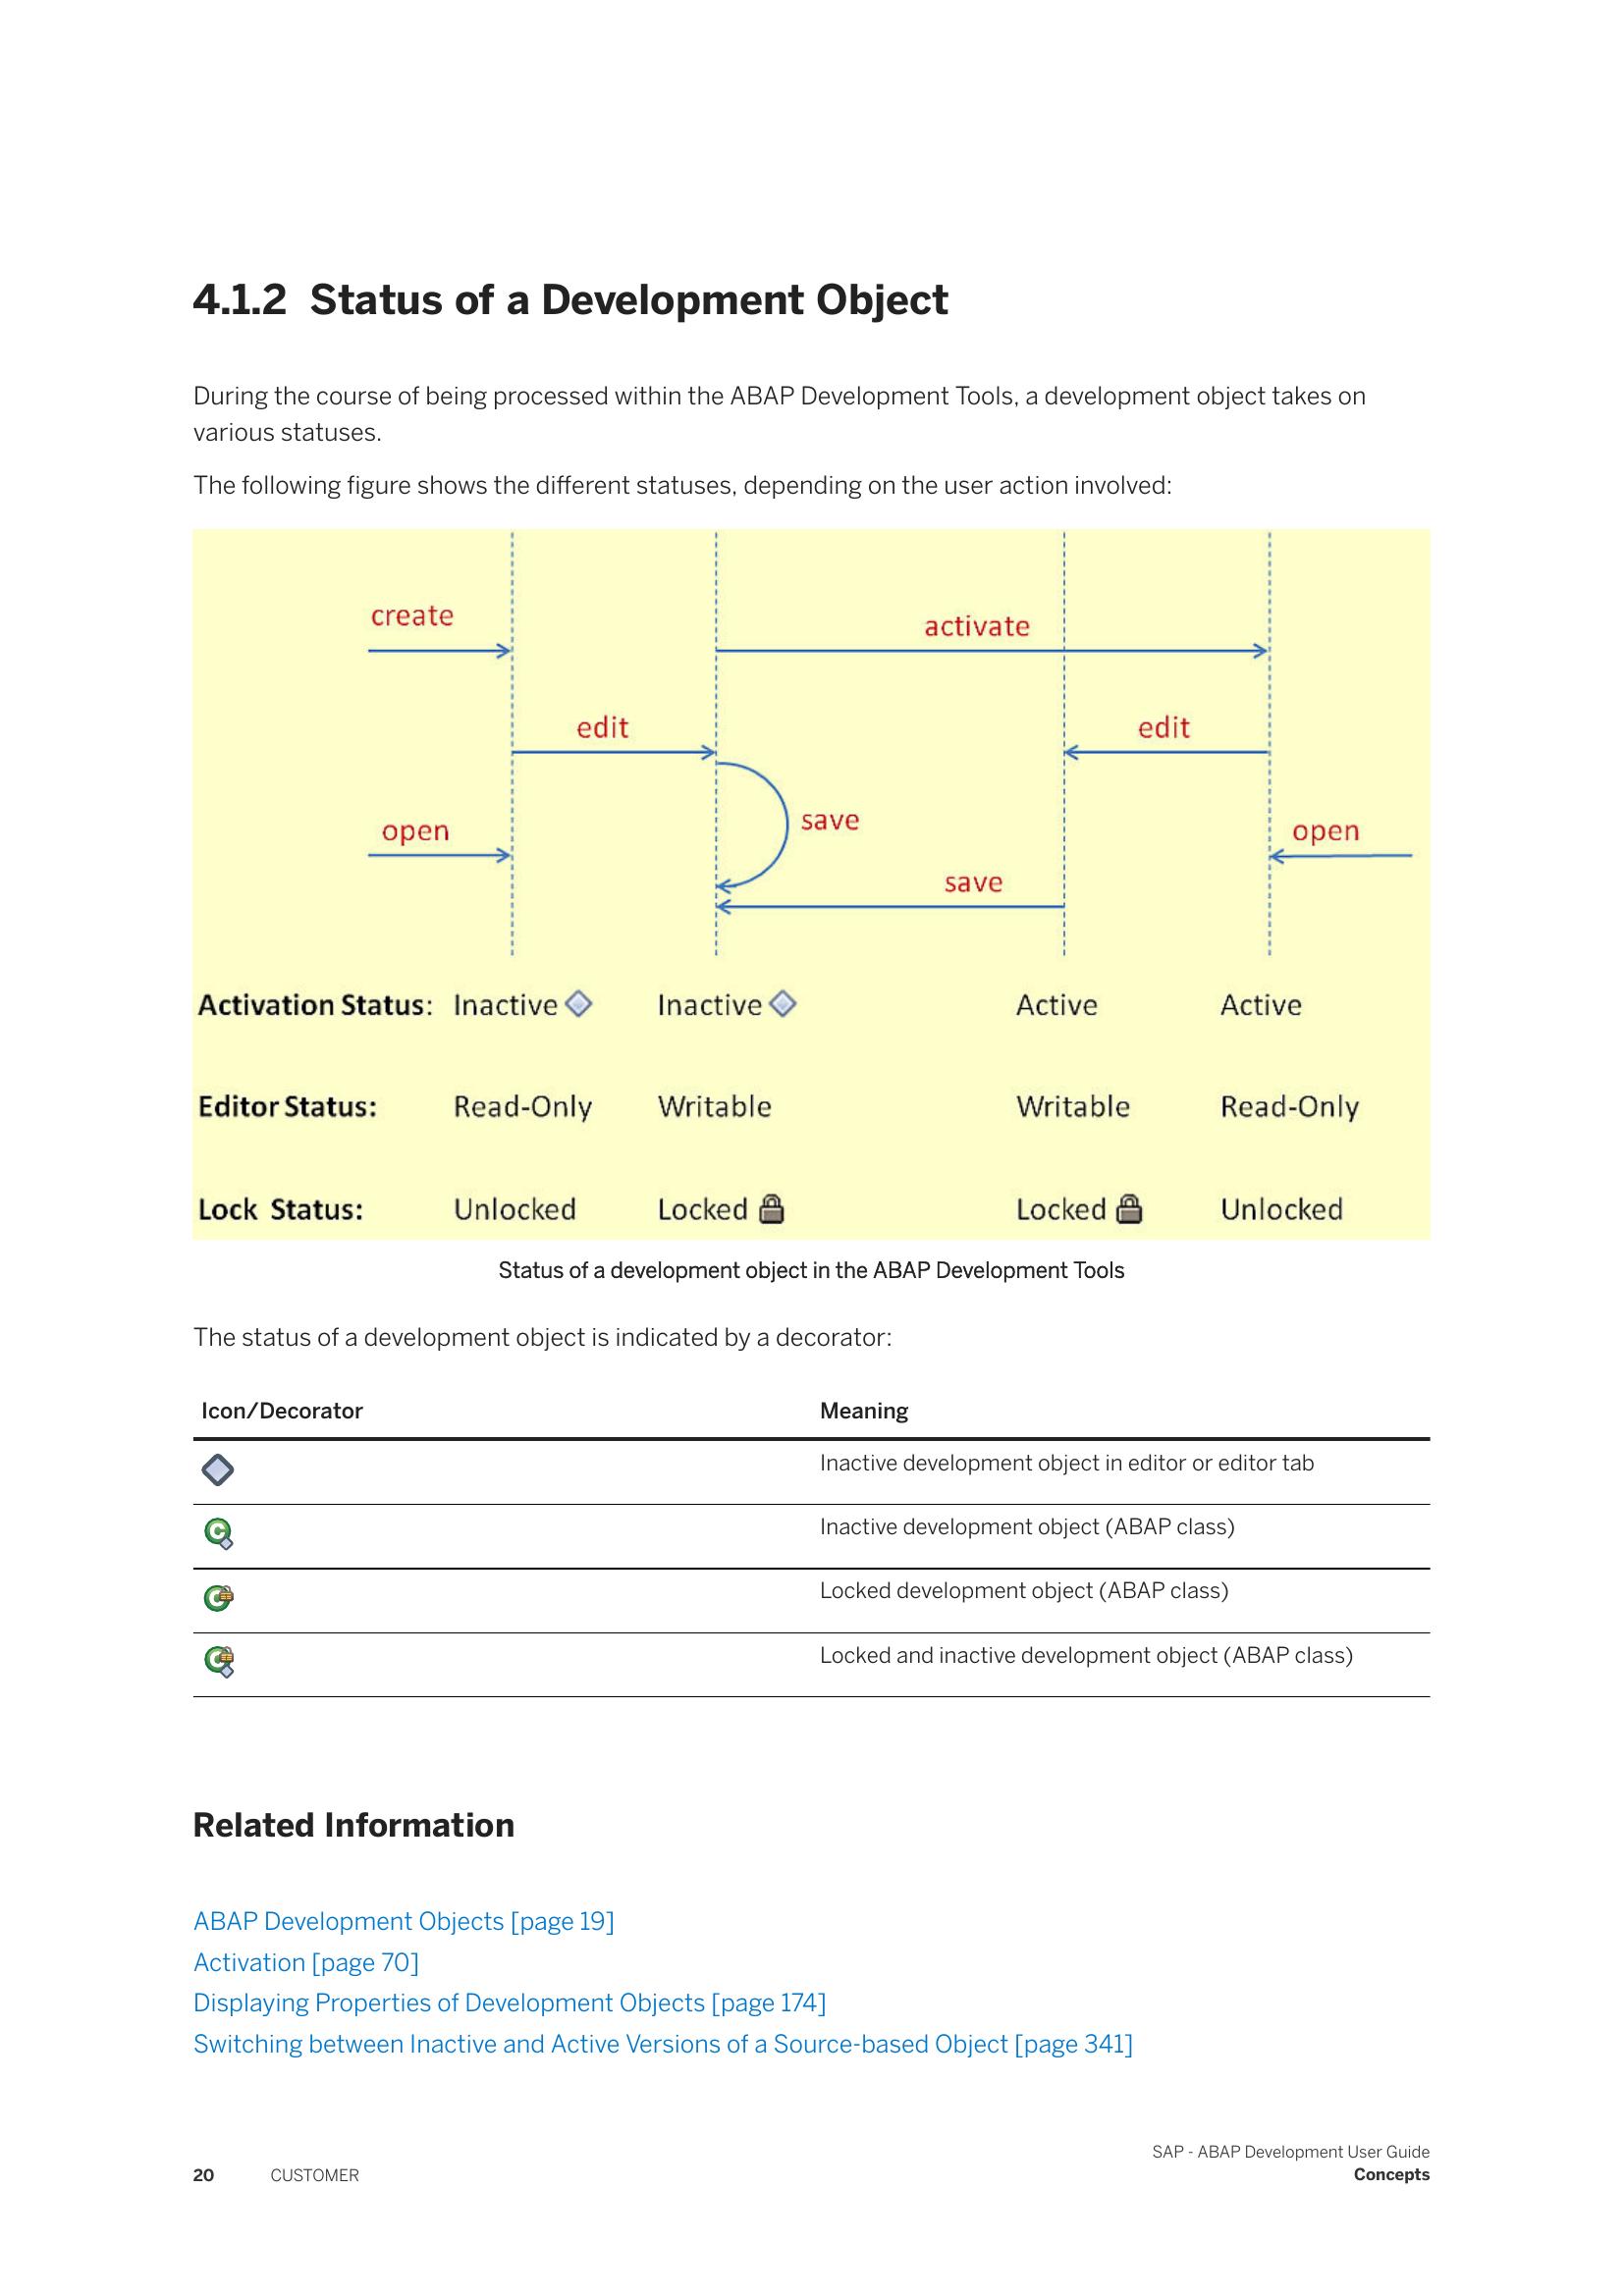 4.1.2 Status of a Development Object
During the course of being processed within the ABAP Development Tools, a development object takes on
various statuses.
The following figure shows the different statuses, depending on the user action involved:
create
activate
edit
edit
save
open
open
save
Activation Status: Inactive Inactive Active Active
Editor Status: Read-Only Writable Writable Read-Only
Lock Status: Unlocked Locked Locked Unlocked
Status of a development object in the ABAP Development Tools
The status of a development object is indicated by a decorator:
Icon/Decorator Meaning
Inactive development object in editor or editor tab
Inactive development object (ABAP class)
Locked development object (ABAP class)
Locked and inactive development object (ABAP class)
Related Information
ABAP Development Objects [page 19]
Activation [page 70]
Displaying Properties of Development Objects [page 174]
Switching between Inactive and Active Versions of a Source-based Object [page 341]
SAP - ABAP Development User Guide
20 CUSTOMER Concepts